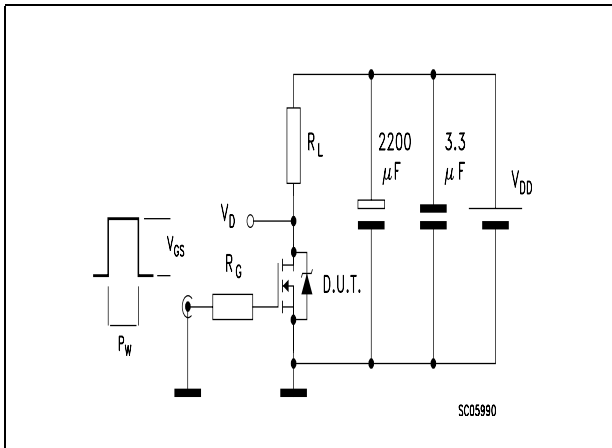 R_L
2200
μF
3.3
μF
V_DD
V_D
V_GS
R_G
D.U.T.
P_W
SC05990